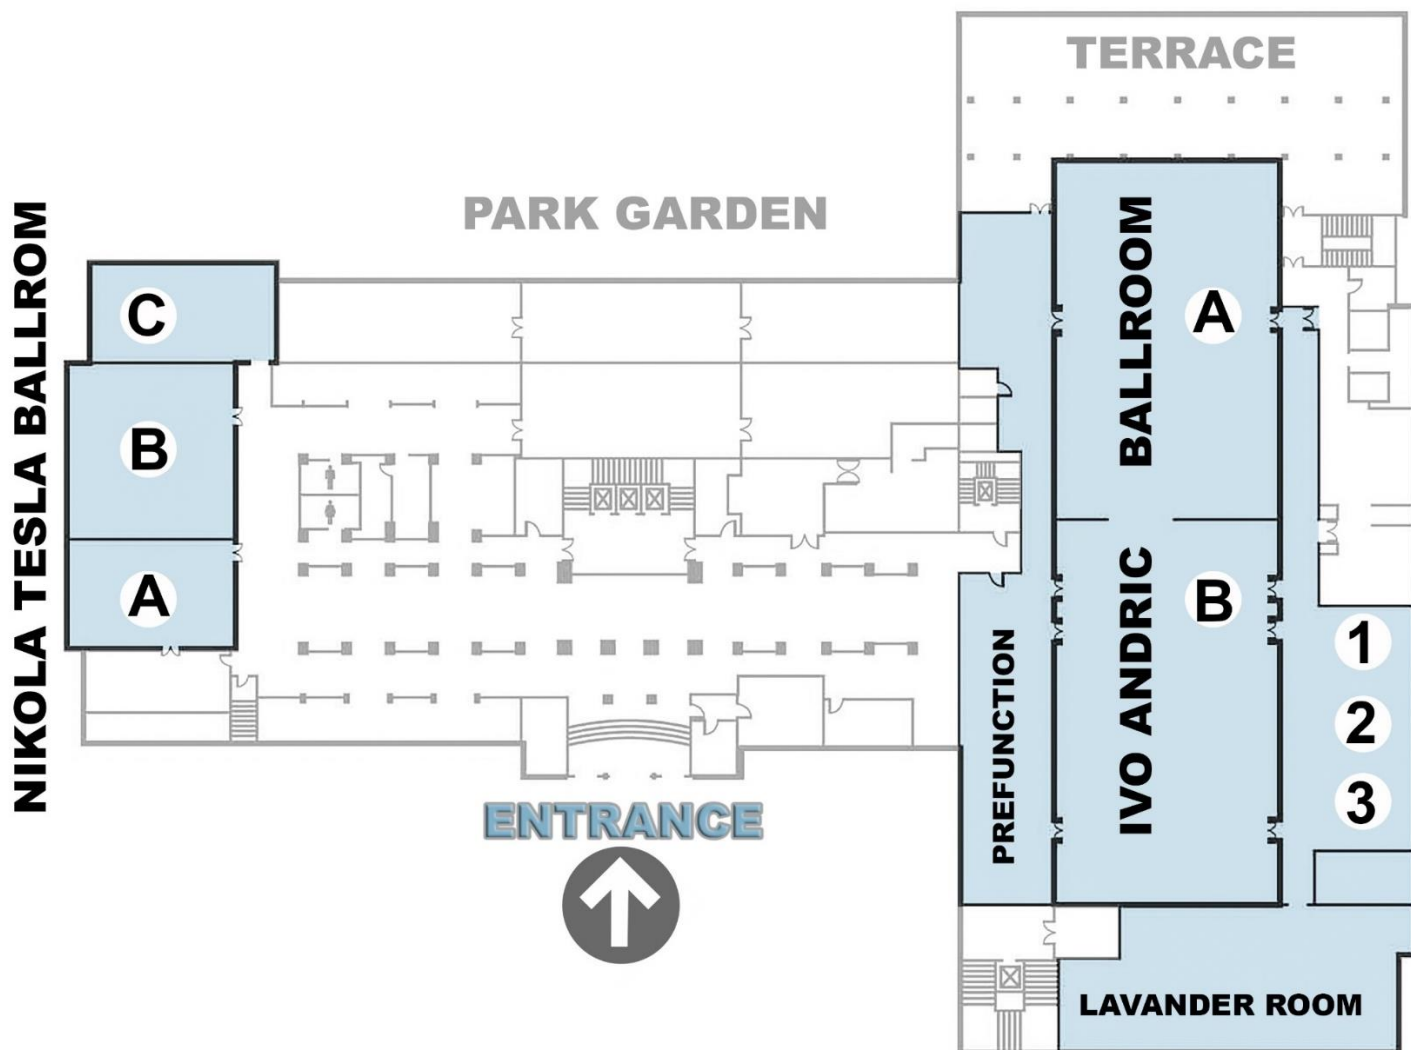 TERRACE
PARK GARDEN
NIKOLA TESLA BALLROM
C
B
A
IVO ANDRIC BALLROOM
A
B
PREFUNCTION
1
2
3
ENTRANCE
LAVANDER ROOM